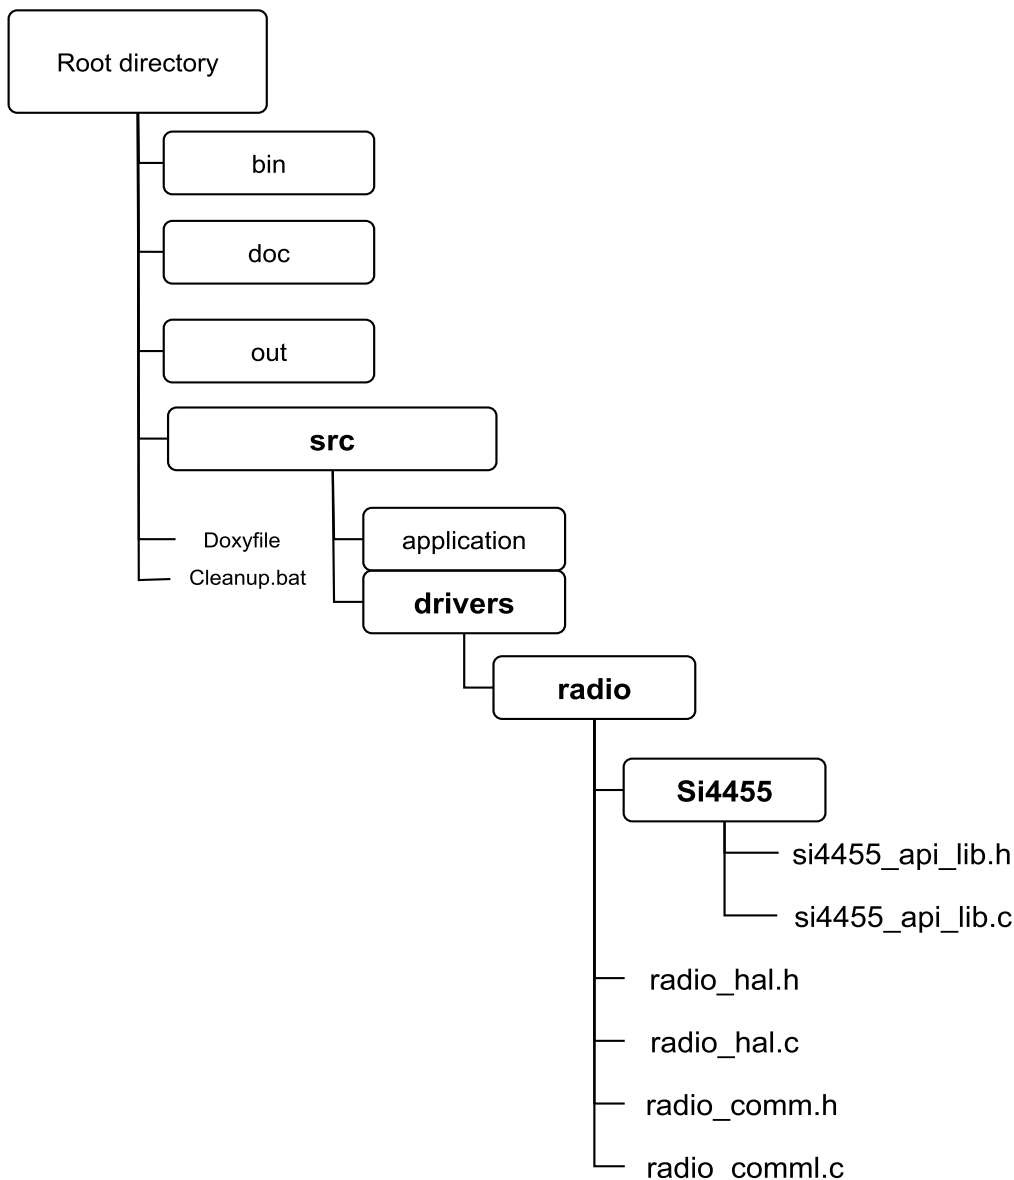 Root directory
bin
doc
out
src
Doxyfile
application
Cleanup.bat
drivers
radio
Si4455
si4455_api_lib.h
si4455_api_lib.c
radio_hal.h
radio_hal.c
radio_comm.h
radio_comml.c